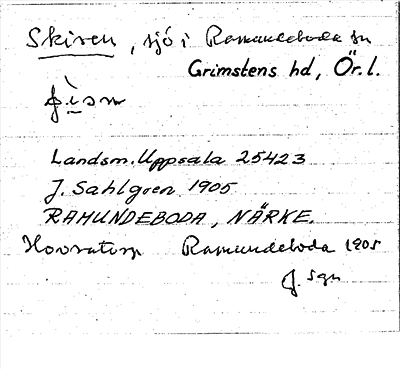 Skiren, sjö i Ramundeboda sn
Grimstens hd, Ör. l.
Landsm. Uppsala 25423
J. Sahlgren 1905
RAMUNDEBODA, NÄRKE.
Ramundeboda 1905
J. Sgn